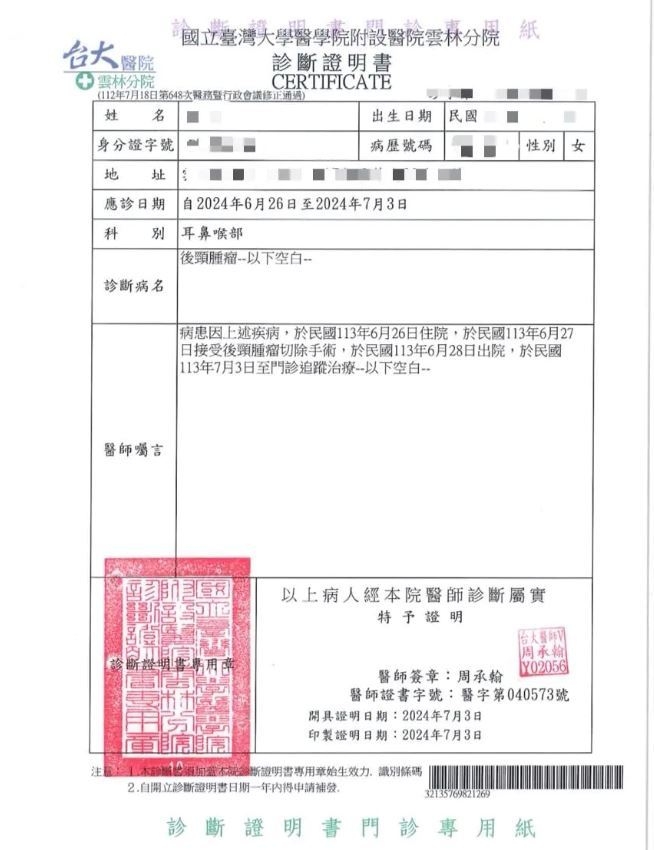 診斷證明書門診專用紙
國立臺灣大學醫學院附設醫院雲林分院
台大醫院
雲林分院
診斷證明書
CERTIFICATE
(112年7月18日第648次醫務暨行政會議修正通過)
姓名
出生日期 民國
身分證字號
病歷號碼
性別 女
地址
應診日期 自2024年6月26日至2024年7月3日
科別 耳鼻喉部
診斷病名 後頸腫瘤--以下空白--
醫師囑言
病患因上述疾病,於民國113年6月26日住院,於民國113年6月27
日接受後頸腫瘤切除手術,於民國113年6月28日出院,於民國
113年7月3日至門診追蹤治療--以下空白--
診斷證明書專用章
以上病人經本院醫師診斷屬實
特予證明
台大醫師V
周承翰
Y02056
醫師簽章:周承翰
醫師證書字號:醫字第040573號
開具證明日期:2024年7月3日
印製證明日期:2024年7月3日
注意:1.本診斷書須加蓋本院診斷證明書專用章始生效力. 識別條碼
2.自開立診斷證明書日期一年內得申請補發.
32135769821269
診斷證明書門診專用紙